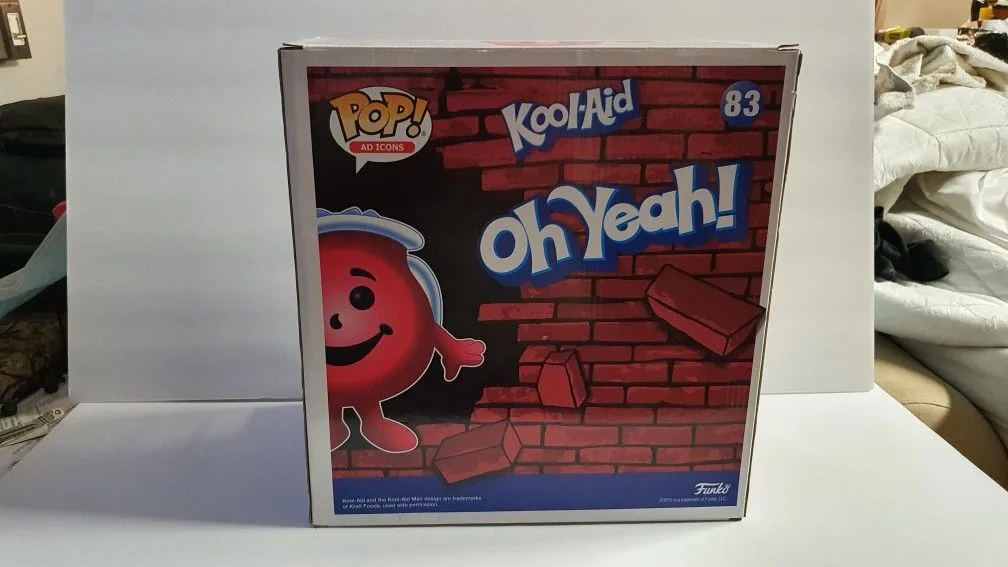 POP!
AD ICONS
Kool-Aid
83
Oh Yeah!
Kool-Aid and the Kool-Aid Man design are trademarks
of Kraft Foods, used with permission.
Funko
POP!® is a trademark of Funko, LLC.